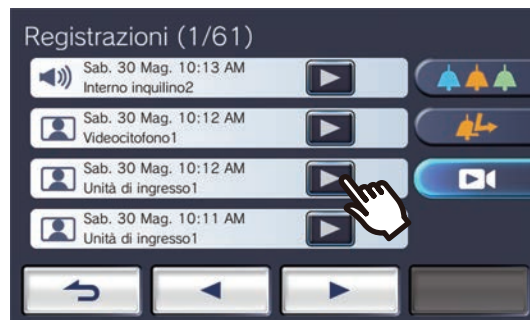 Registrazioni (1/61)
Sab. 30 Mag. 10:13 AM
Interno inquilino2
Sab. 30 Mag. 10:12 AM
Videocitofono1
Sab. 30 Mag. 10:12 AM
Unità di ingresso1
Sab. 30 Mag. 10:11 AM
Unità di ingresso1